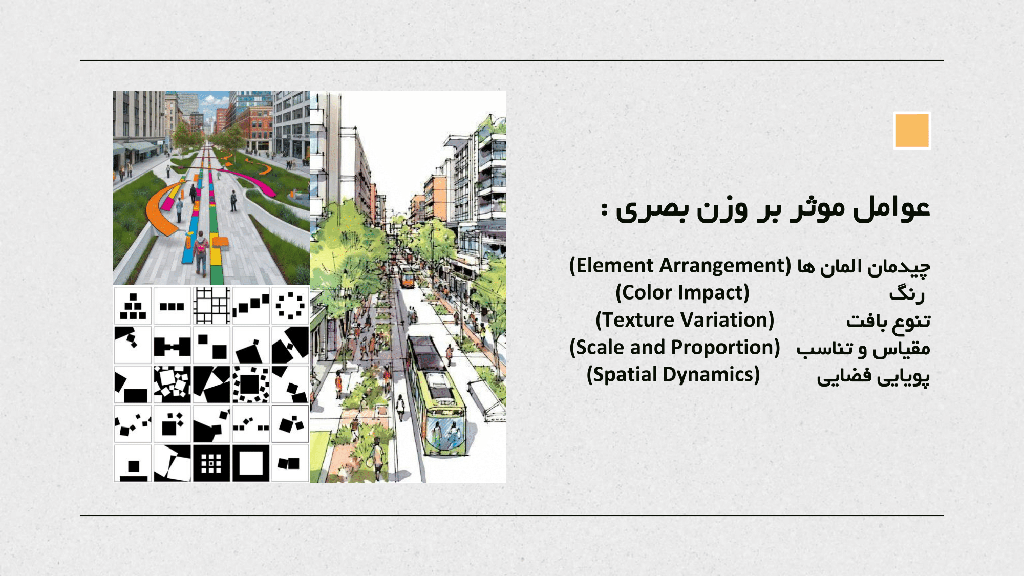 عوامل موثر بر وزن بصری :
چیدمان المان ها (Element Arrangement)
رنگ (Color Impact)
تنوع بافت (Texture Variation)
مقیاس و تناسب (Scale and Proportion)
پویایی فضایی (Spatial Dynamics)